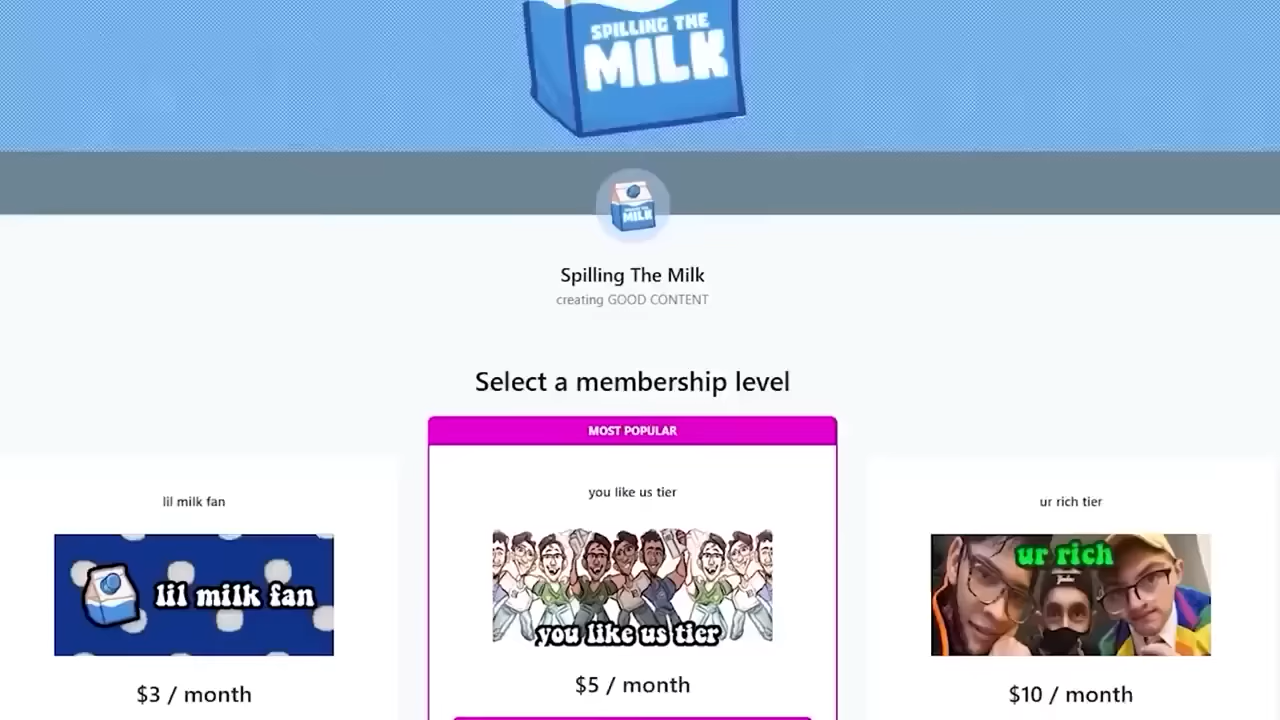 SPILLING THE
MILK
MILK
Spilling The Milk
creating GOOD CONTENT
Select a membership level
MOST POPULAR
lil milk fan
you like us tier
ur rich tier
lil milk fan
you like us tier
ur rich
$3 / month
$5 / month
$10 / month